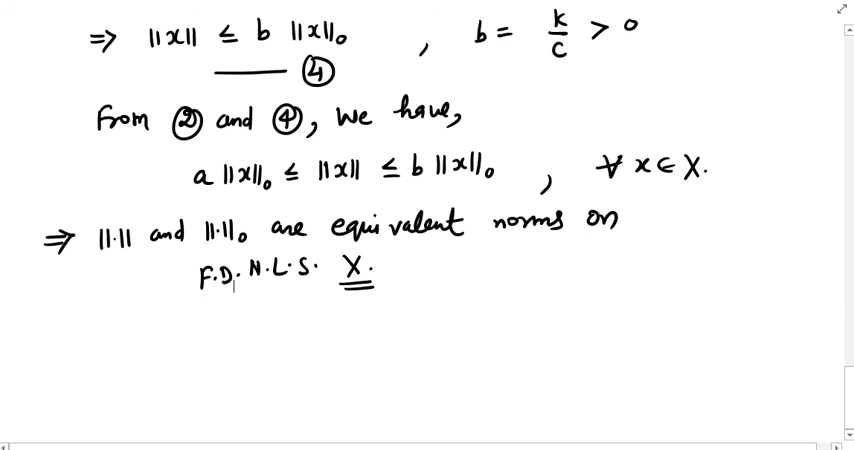 ⇒ ||x|| ≤ b ||x||₀ , b = k/c > 0
——— ④
From ② and ④, We have,
a ||x||₀ ≤ ||x|| ≤ b ||x||₀ , ∀ x ∈ X.
⇒ ||·|| and ||·||₀ are equivalent norms on
F.D. N.L.S. X.